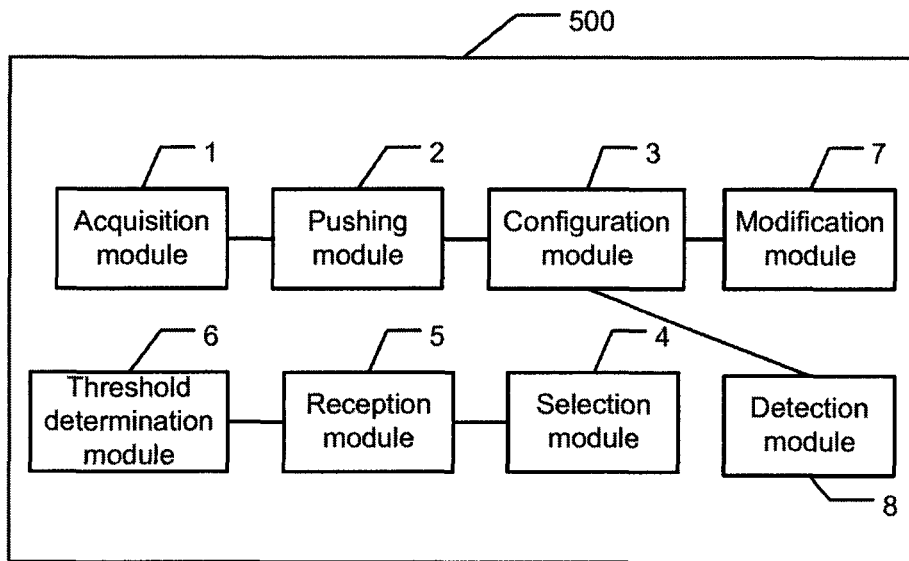 500
1
2
3
7
Acquisition
module
Pushing
module
Configuration
module
Modification
module
6
5
4
Threshold
determination
module
Reception
module
Selection
module
Detection
module
8